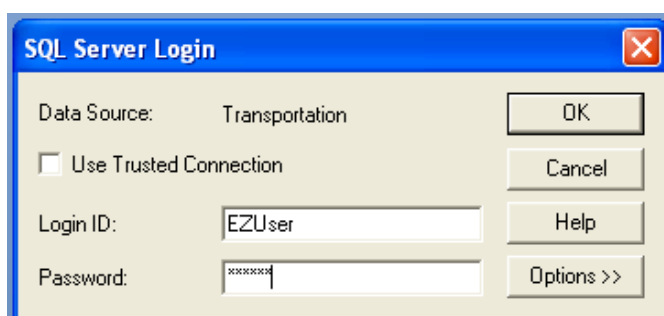 SQL Server Login
Data Source: Transportation OK
Use Trusted Connection Cancel
Login ID: EZUser Help
Password: ****** Options >>